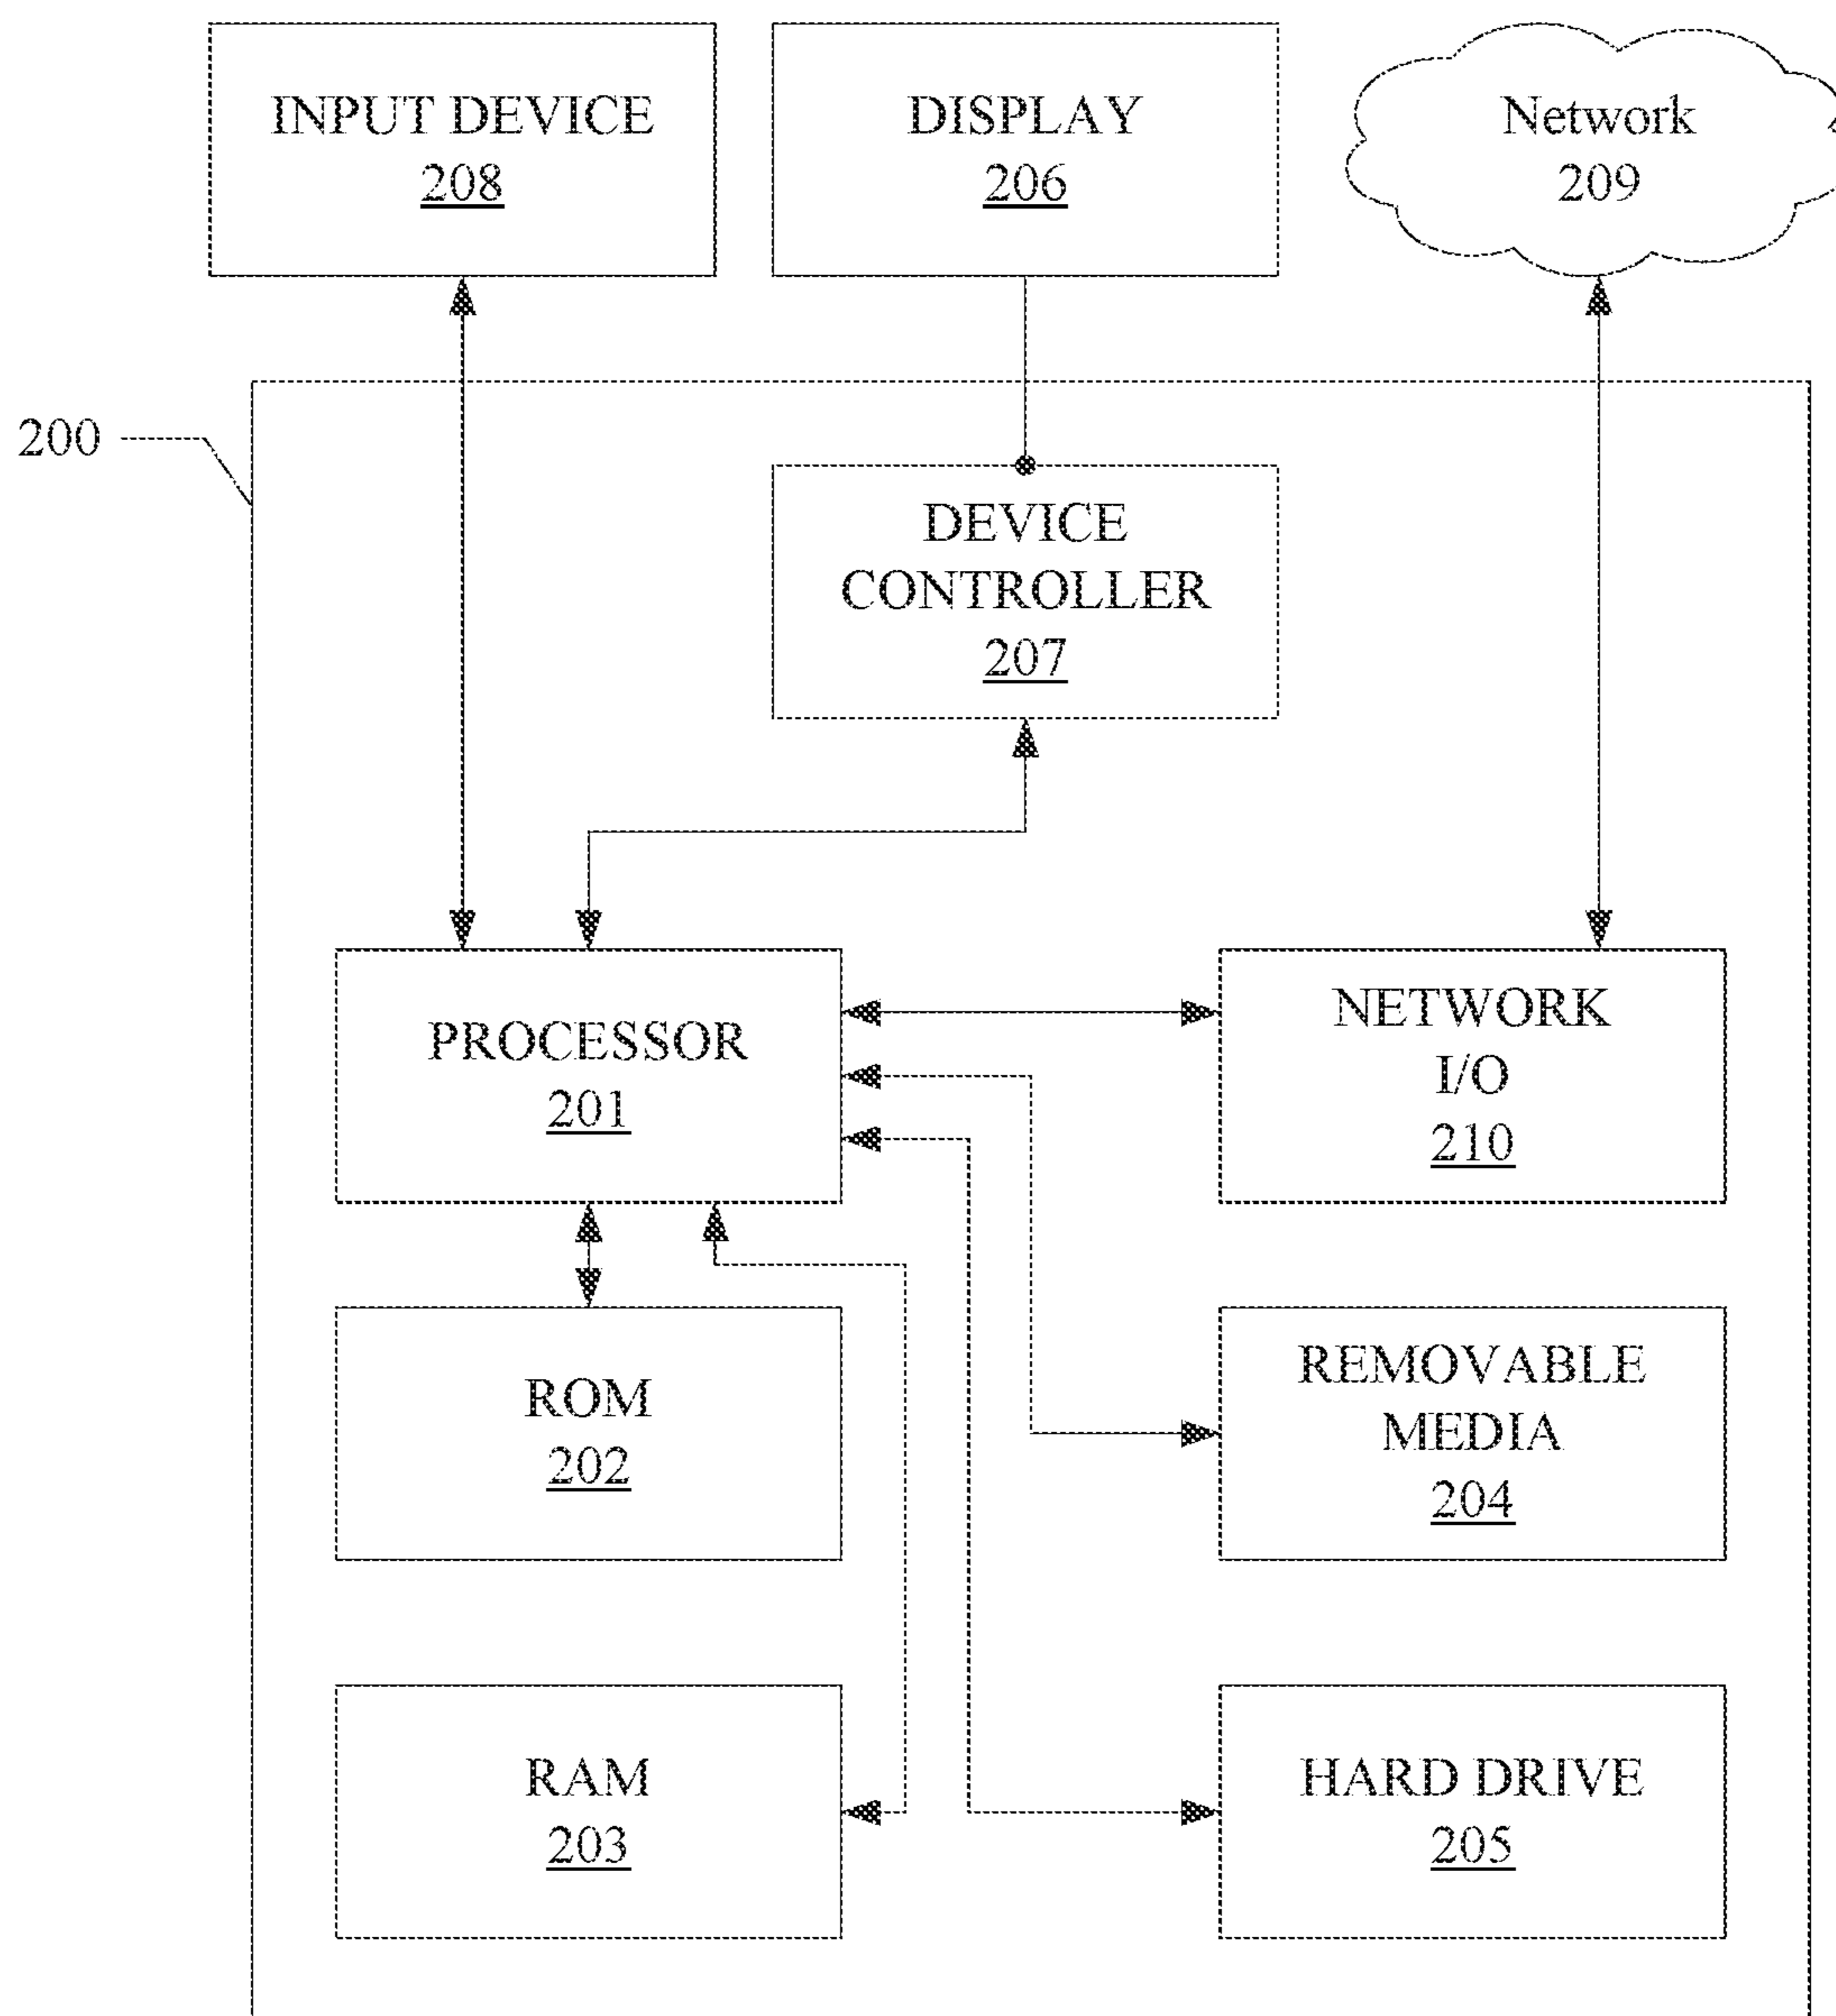 INPUT DEVICE
208
DISPLAY
206
Network
209
200
DEVICE
CONTROLLER
207
PROCESSOR
201
NETWORK
I/O
210
ROM
202
REMOVABLE
MEDIA
204
RAM
203
HARD DRIVE
205